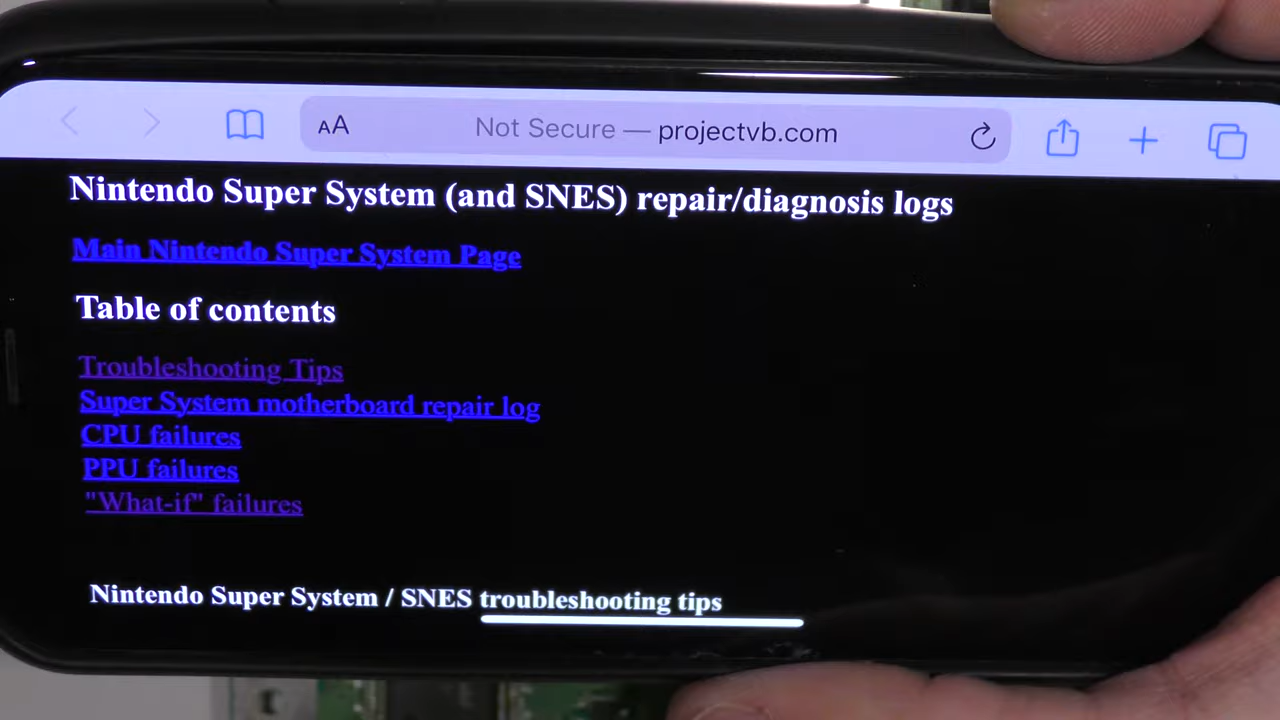 AA Not Secure — projectvb.com
Nintendo Super System (and SNES) repair/diagnosis logs
Main Nintendo Super System Page
Table of contents
Troubleshooting Tips
Super System motherboard repair log
CPU failures
PPU failures
"What-if" failures
Nintendo Super System / SNES troubleshooting tips